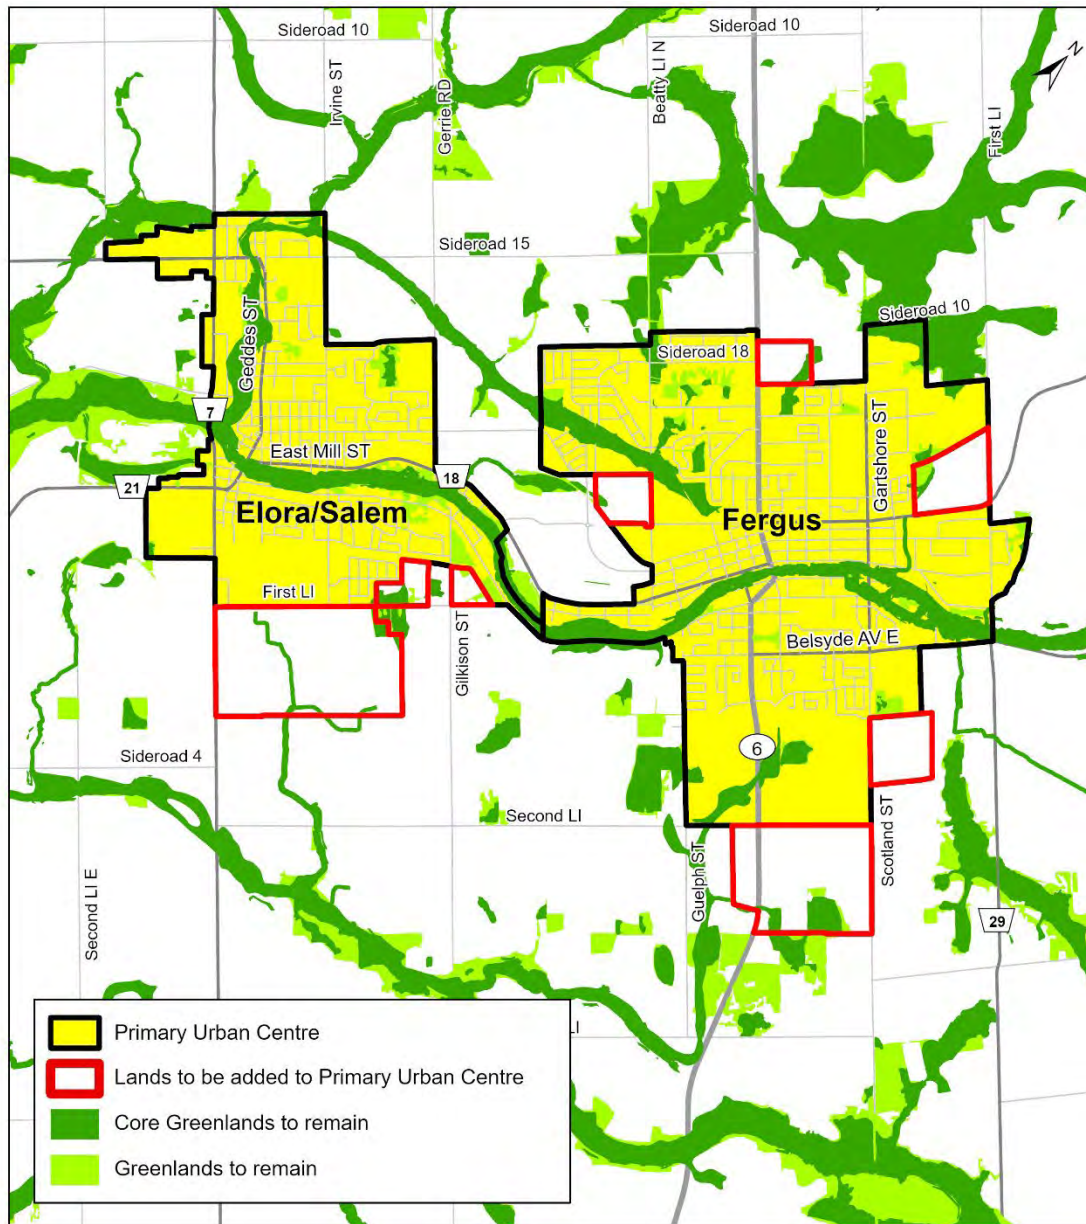 Sideroad 10
Sideroad 10
Irvine ST
Gerrie RD
Beatty LI N
First LI
N
Sideroad 15
Sideroad 10
Sideroad 18
Geddes ST
7
East Mill ST
18
21
Elora/Salem
Fergus
Gartshore ST
First LI
Gilkison ST
Belsyde AV E
6
Sideroad 4
Second LI
Scotland ST
Guelph ST
Second LI E
29
LI
Primary Urban Centre
Lands to be added to Primary Urban Centre
Core Greenlands to remain
Greenlands to remain